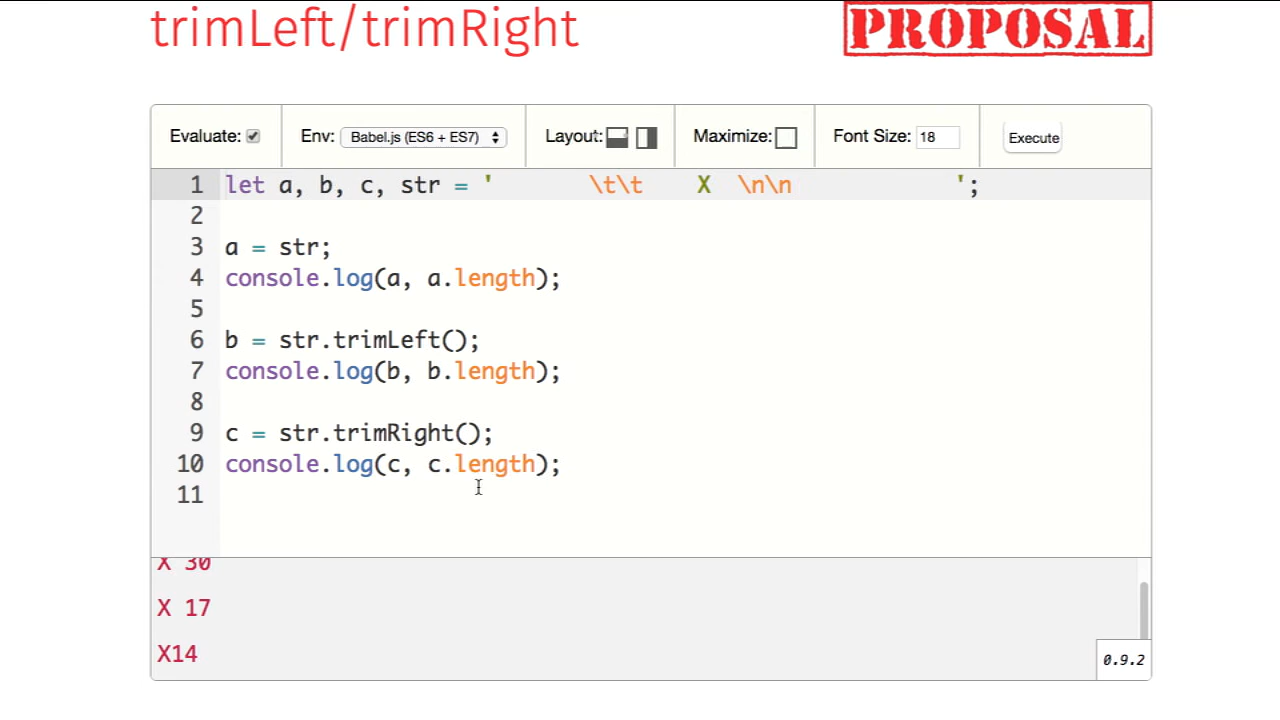 trimLeft/trimRight
PROPOSAL
Evaluate: Env: Babel.js (ES6 + ES7) Layout: Maximize: Font Size: 18 Execute
1 let a, b, c, str = '       \t\t    X  \n\n            ';
2
3 a = str;
4 console.log(a, a.length);
5
6 b = str.trimLeft();
7 console.log(b, b.length);
8
9 c = str.trimRight();
10 console.log(c, c.length);
11
X 30
X 17
X14
0.9.2